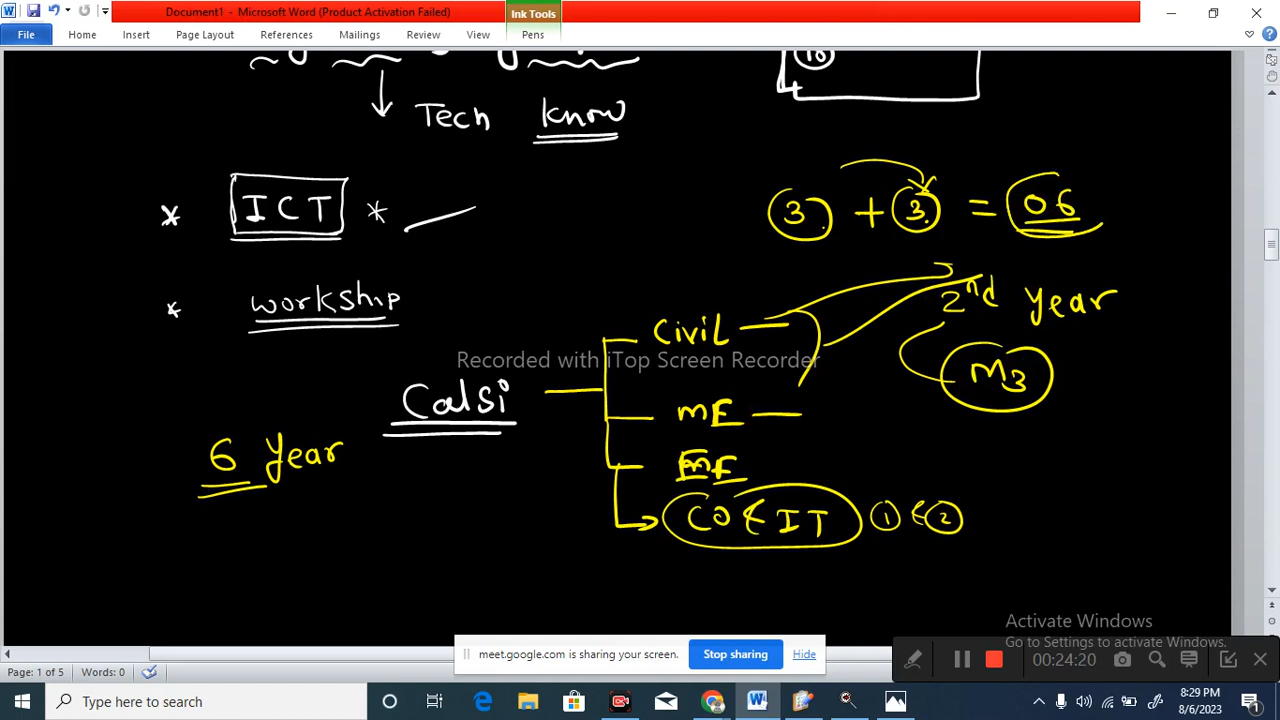 Document1 - Microsoft Word (Product Activation Failed)
Ink Tools
File Home Insert Page Layout References Mailings Review View Pens
10
Tech know
* ICT *
3 + 3 = 06
2nd year
* workship
Civil
M3
Recorded with iTop Screen Recorder
Calsi
ME
6 Year
CO & IT 1 & 2
Activate Windows
Go to Settings to activate Windows.
meet.google.com is sharing your screen. Stop sharing Hide
00:24:20
Page: 1 of 5 Words: 0
Type here to search
8:29 PM
8/6/2023